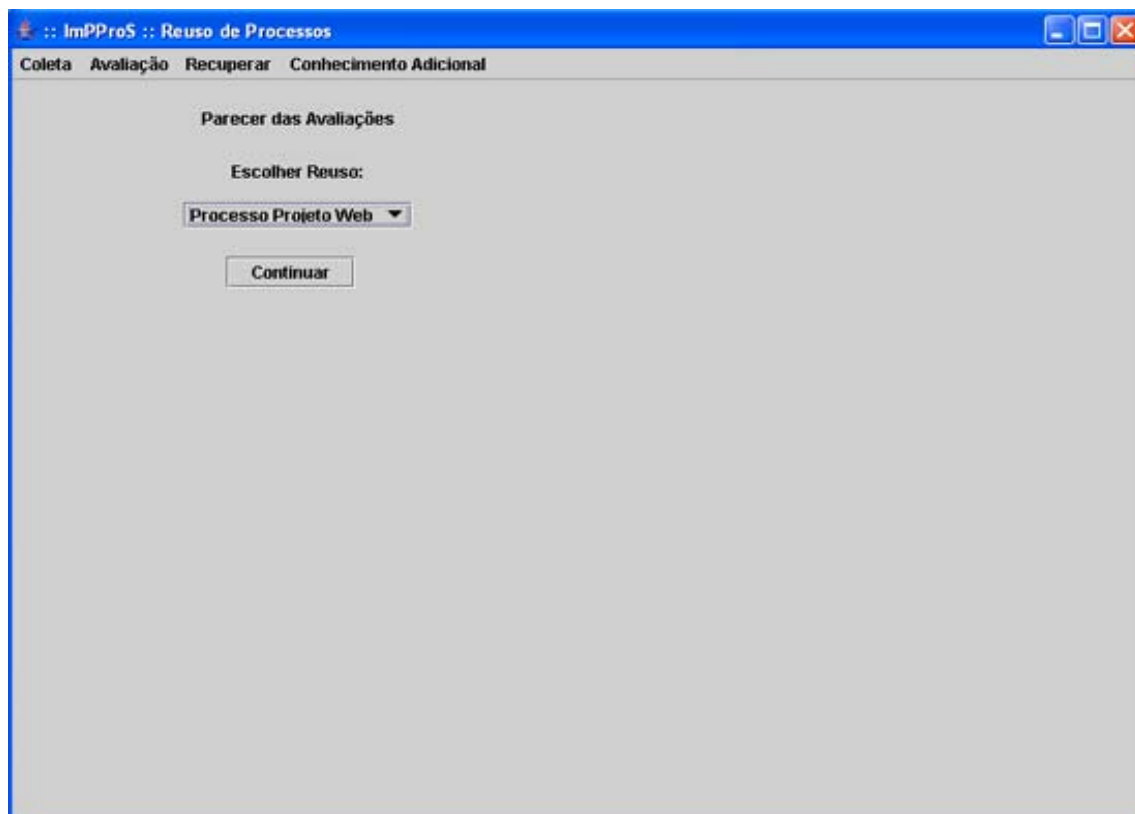 :: ImPProS :: Reuso de Processos
Coleta Avaliação Recuperar Conhecimento Adicional
Parecer das Avaliações
Escolher Reuso:
Processo Projeto Web
Continuar